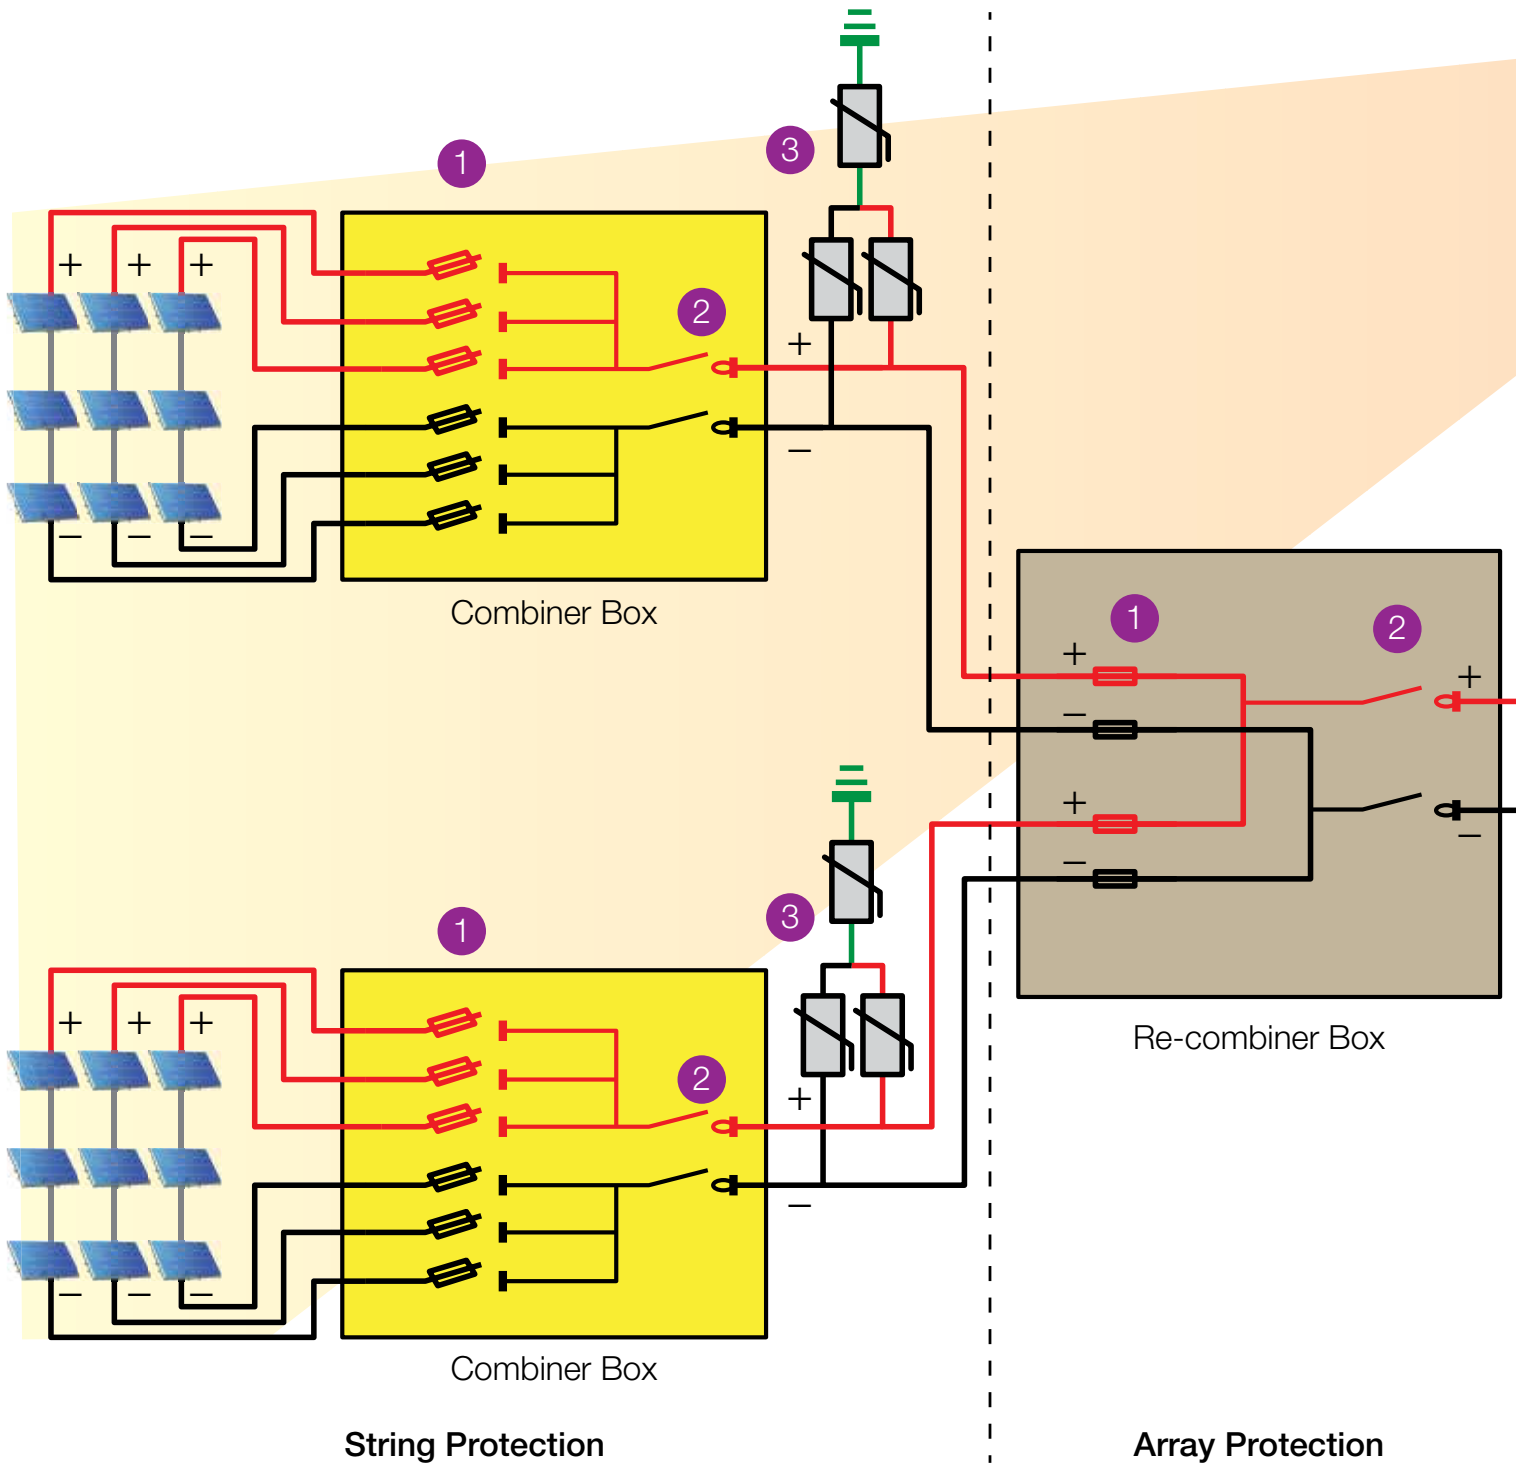 3
1
+ + +
2
+
−
− − −
Combiner Box
1
2
+
+
−
+
−
−
3
1
+ + +
Re-combiner Box
2
+
−
− − −
Combiner Box
String Protection
Array Protection